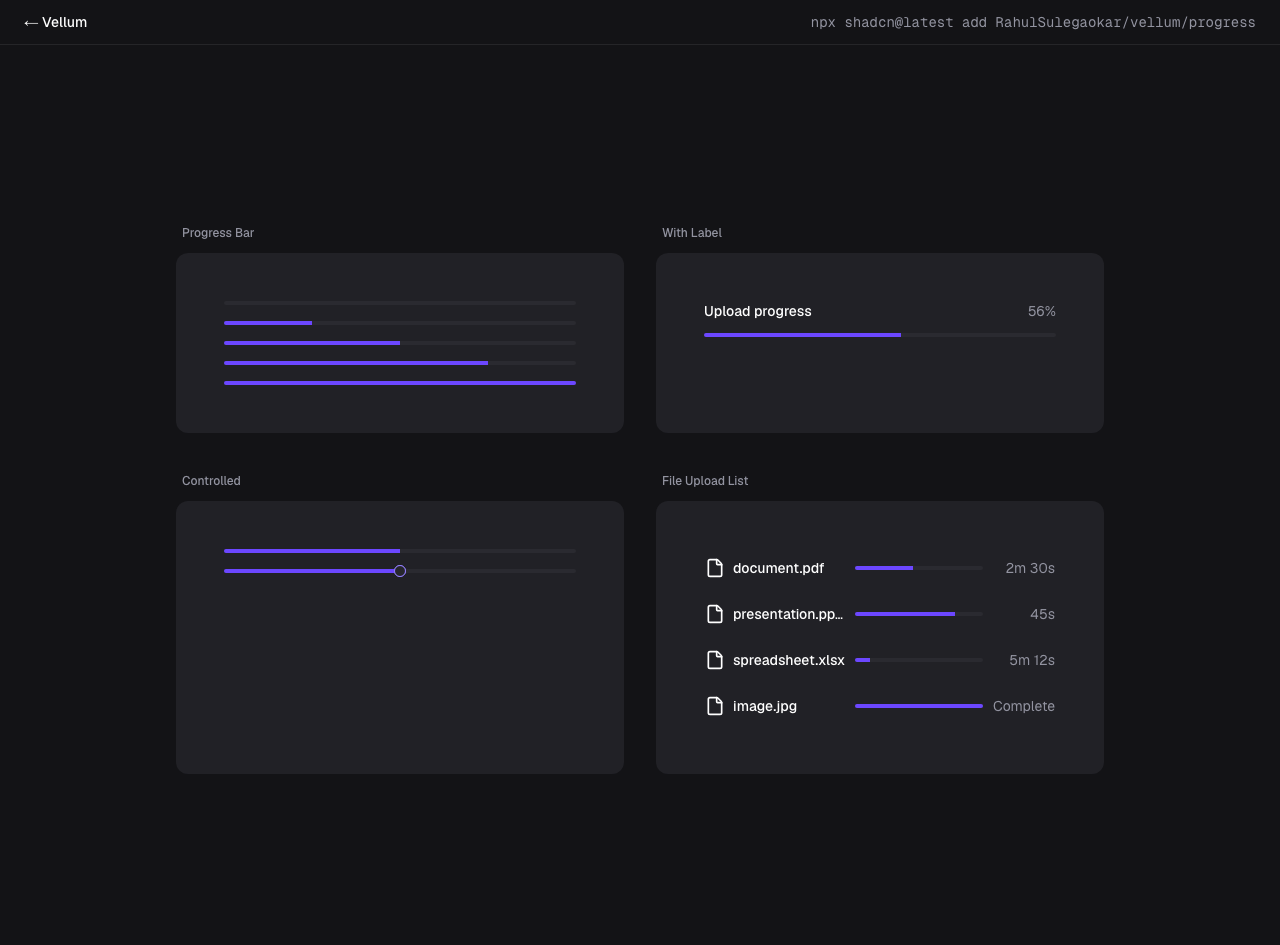 ← Vellum
npx shadcn@latest add RahulSulegaokar/vellum/progress
Progress Bar
With Label
Upload progress 56%
Controlled
File Upload List
document.pdf 2m 30s
presentation.pp… 45s
spreadsheet.xlsx 5m 12s
image.jpg Complete